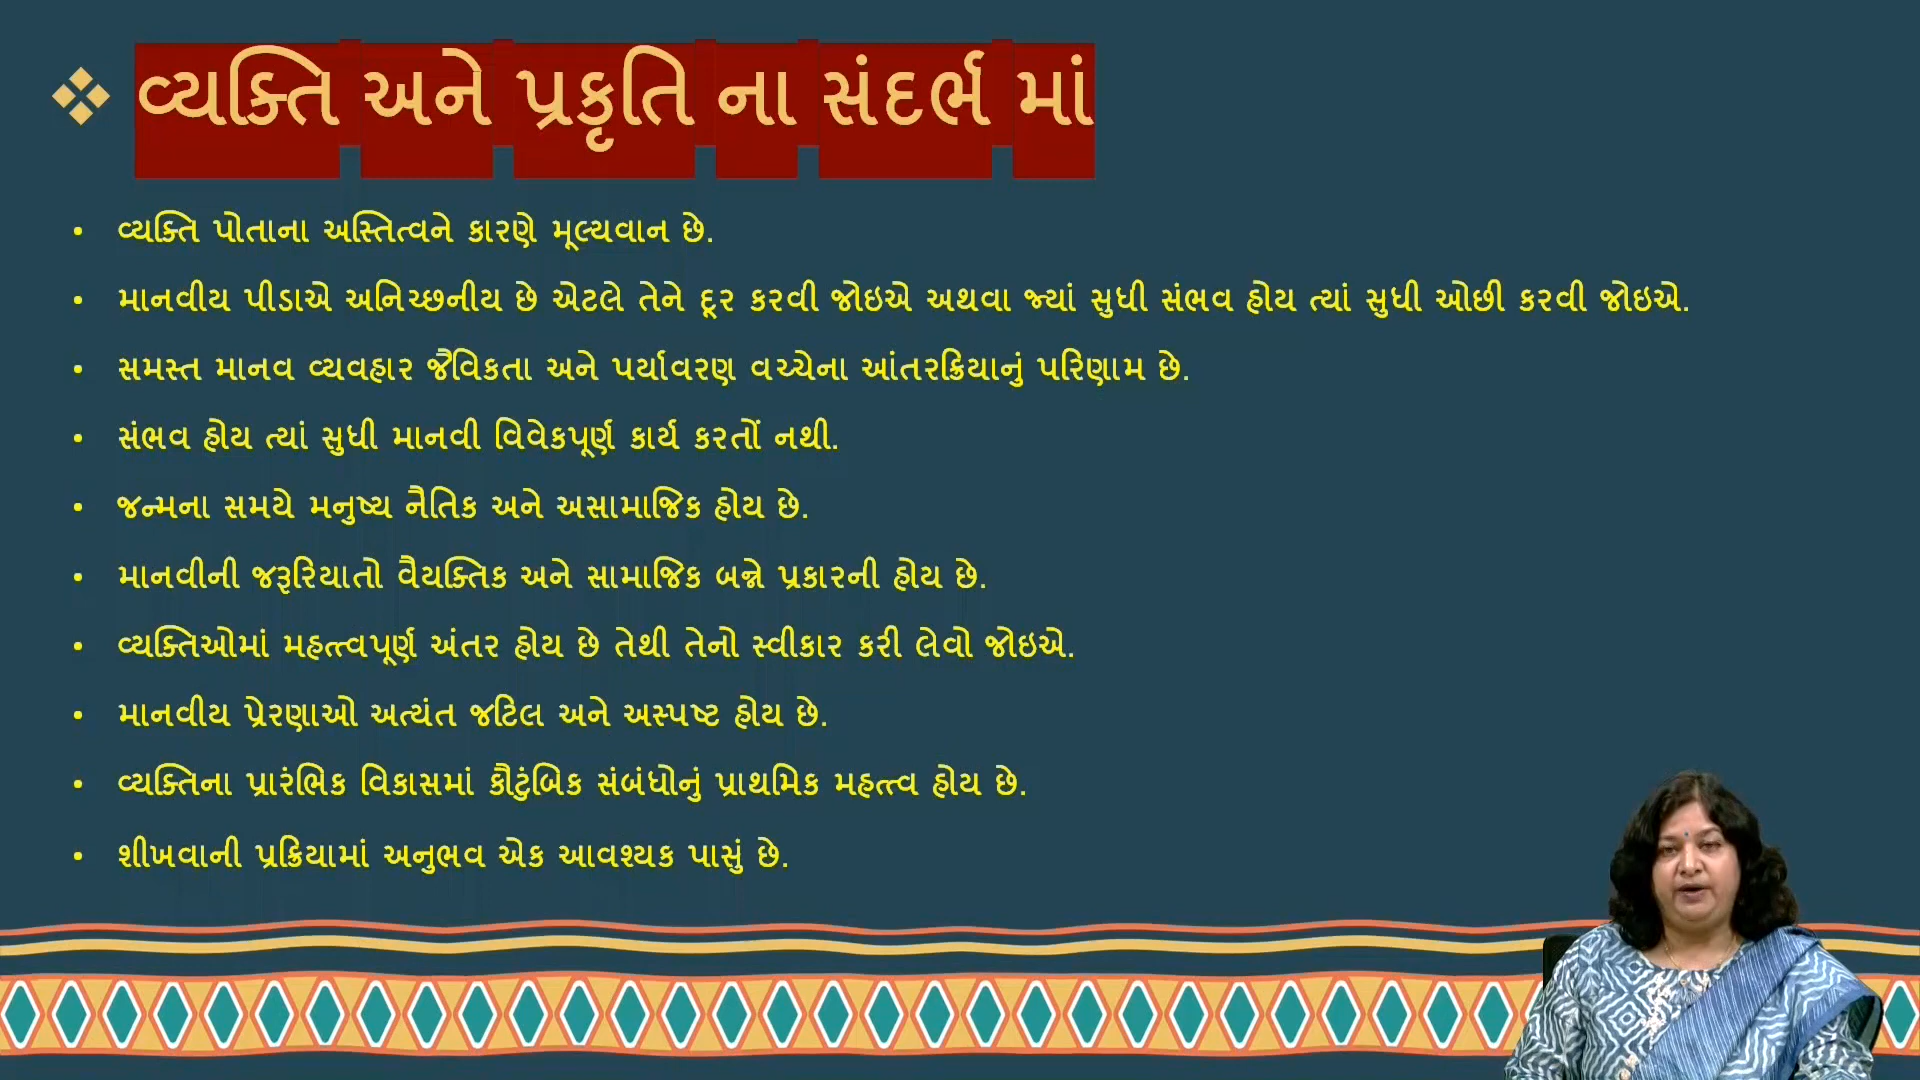 વ્યક્તિ અને પ્રકૃતિ ના સંદર્ભ માં
• વ્યક્તિ પોતાના અસ્તિત્વને કારણે મૂલ્યવાન છે.
• માનવીય પીડાએ અનિચ્છનીય છે એટલે તેને દૂર કરવી જોઇએ અથવા જ્યાં સુધી સંભવ હોય ત્યાં સુધી ઓછી કરવી જોઇએ.
• સમસ્ત માનવ વ્યવહાર જૈવિકતા અને પર્યાવરણ વચ્ચેના આંતરક્રિયાનું પરિણામ છે.
• સંભવ હોય ત્યાં સુધી માનવી વિવેકપૂર્ણ કાર્ય કરતોં નથી.
• જન્મના સમયે મનુષ્ય નૈતિક અને અસામાજિક હોય છે.
• માનવીની જરૂરિયાતો વૈયક્તિક અને સામાજિક બન્ને પ્રકારની હોય છે.
• વ્યક્તિઓમાં મહત્ત્વપૂર્ણ અંતર હોય છે તેથી તેનો સ્વીકાર કરી લેવો જોઇએ.
• માનવીય પ્રેરણાઓ અત્યંત જટિલ અને અસ્પષ્ટ હોય છે.
• વ્યક્તિના પ્રારંભિક વિકાસમાં કૌટુંબિક સંબંધોનું પ્રાથમિક મહત્ત્વ હોય છે.
• શીખવાની પ્રક્રિયામાં અનુભવ એક આવશ્યક પાસું છે.